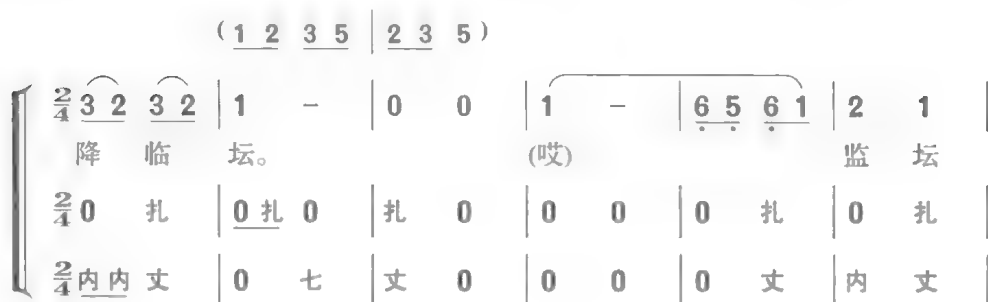 (1 2 3 5 | 2 3 5)
2/4 3 2 3 2 | 1 － | 0 0 | 1 － | 6 5 6 1 | 2 1 |
降 临 坛。 (哎) 监 坛
2/4 0 扎 | 0 扎 0 | 扎 0 | 0 0 | 0 扎 | 0 扎 |
2/4 内内 丈 | 0 七 | 丈 0 | 0 0 | 0 丈 | 内 丈 |